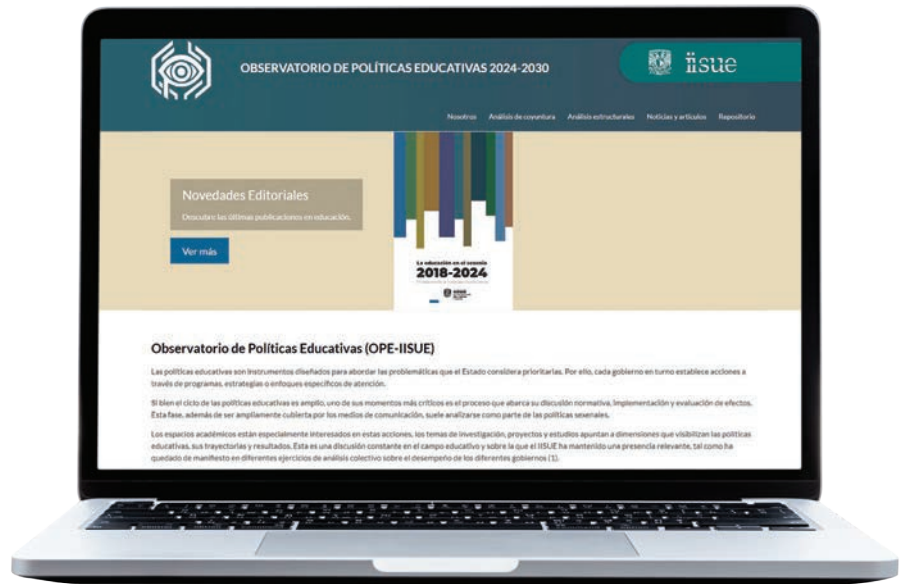 OBSERVATORIO DE POLÍTICAS EDUCATIVAS 2024-2030
iisue
Nosotros Análisis de coyuntura Análisis estructurales Noticias y artículos Repositorio
Novedades Editoriales
Descubre las últimas publicaciones en educación.
Ver más
La educación en el sexenio
2018-2024
Observatorio de Políticas Educativas (OPE-IISUE)
Las políticas educativas son instrumentos diseñados para abordar las problemáticas que el Estado considera prioritarias. Por ello, cada gobierno en turno establece acciones a
través de programas, estrategias o enfoques específicos de atención.
Si bien el ciclo de las políticas educativas es amplio, uno de sus momentos más críticos es el proceso que abarca su discusión normativa, implementación y evaluación de efectos.
Esta fase, además de ser ampliamente cubierta por los medios de comunicación, suele analizarse como parte de las políticas sexenales.
Los espacios académicos están especialmente interesados en estas acciones, los temas de investigación, proyectos y estudios apuntan a dimensiones que visibilizan las políticas
educativas, sus trayectorias y resultados. Esta es una discusión constante en el campo educativo y sobre la que el IISUE ha mantenido una presencia relevante, tal como ha
quedado de manifiesto en diferentes ejercicios de análisis colectivo sobre el desempeño de los diferentes gobiernos (1).